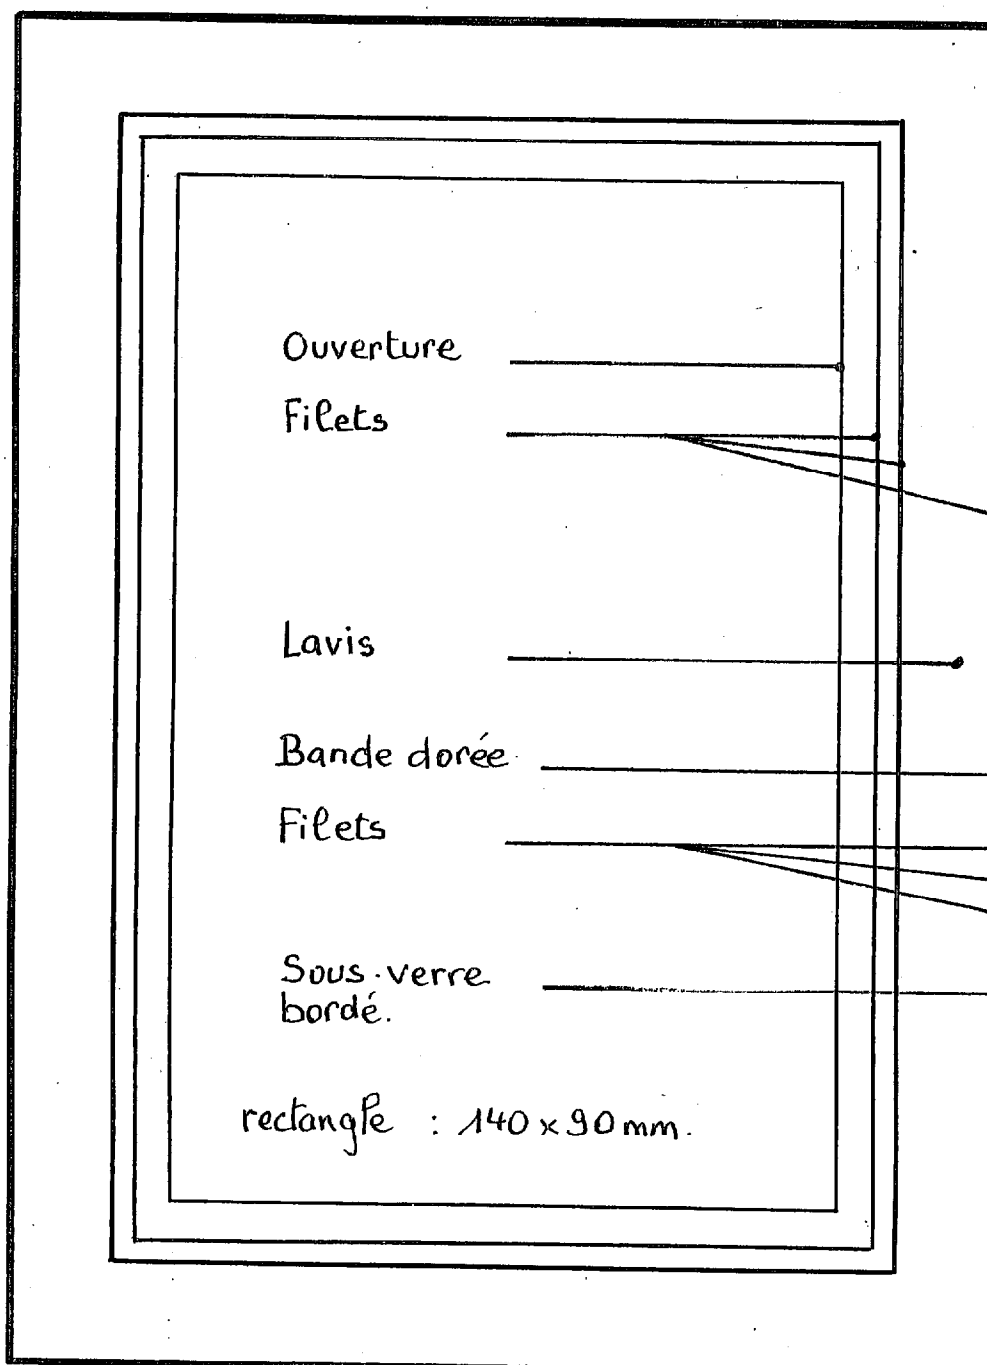 Ouverture
Filets
Lavis
Bande dorée
Filets
Sous-verre
bordé.
rectangle : 140 x 90 mm.